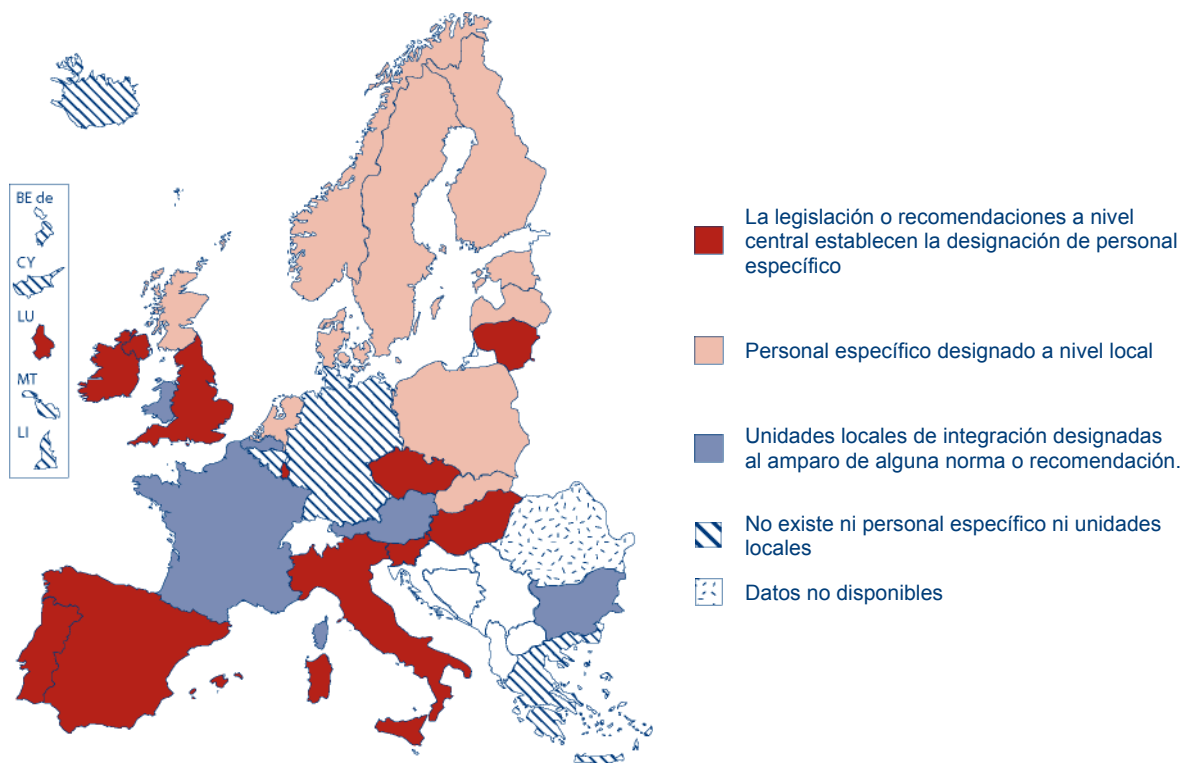 BE de
CY
LU
MT
LI
La legislación o recomendaciones a nivel
central establecen la designación de personal
específico
Personal específico designado a nivel local
Unidades locales de integración designadas
al amparo de alguna norma o recomendación.
No existe ni personal específico ni unidades
locales
Datos no disponibles